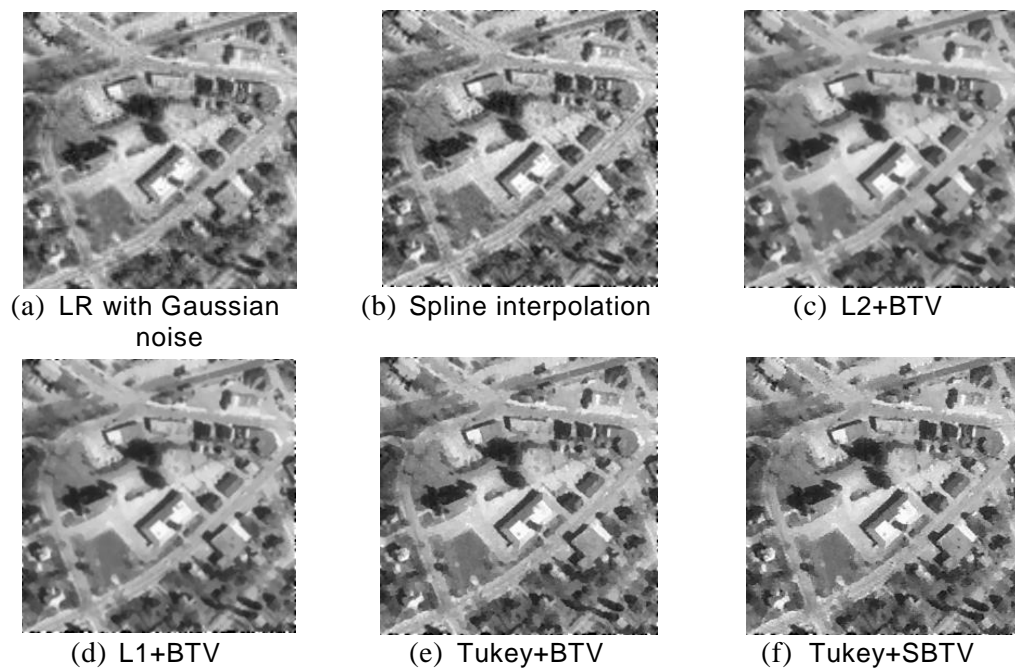 (a) LR with Gaussian
noise
(b) Spline interpolation
(c) L2+BTV
(d) L1+BTV
(e) Tukey+BTV
(f) Tukey+SBTV